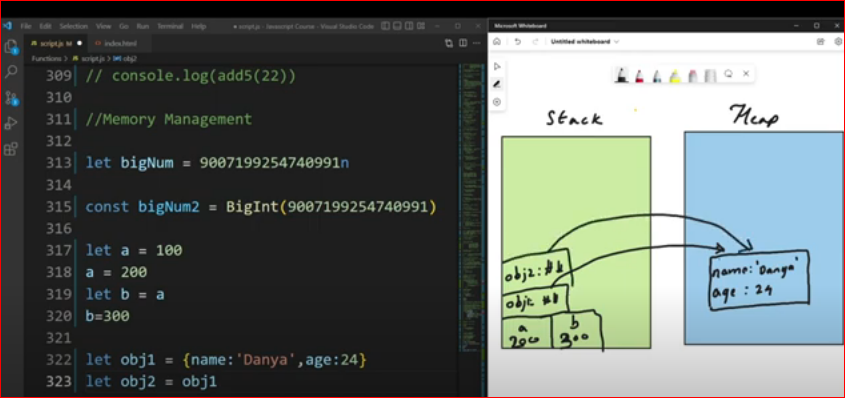 File Edit Selection View Go Run Terminal Help
script.js - Javascript Course - Visual Studio Code
script.js M
index.html
Functions > script.js > obj2
309 // console.log(add5(22))
310
311 //Memory Management
312
313 let bigNum = 9007199254740991n
314
315 const bigNum2 = BigInt(9007199254740991)
316
317 let a = 100
318 a = 200
319 let b = a
320 b=300
321
322 let obj1 = {name:'Danya',age:24}
323 let obj2 = obj1
Microsoft Whiteboard
Untitled whiteboard
Stack
Heap
obj2:##
obj1: ##
a
200
b
300
name:'Danya'
age : 24